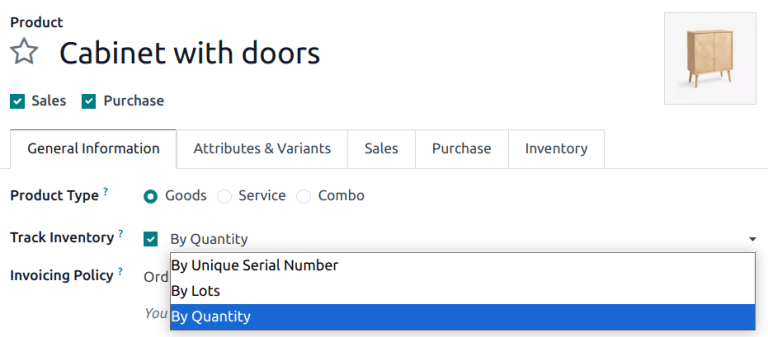 Product
Cabinet with doors
Sales Purchase
General Information Attributes & Variants Sales Purchase Inventory
Product Type ? Goods Service Combo
Track Inventory ? By Quantity
By Unique Serial Number
Invoicing Policy ? Ord
By Lots
You
By Quantity